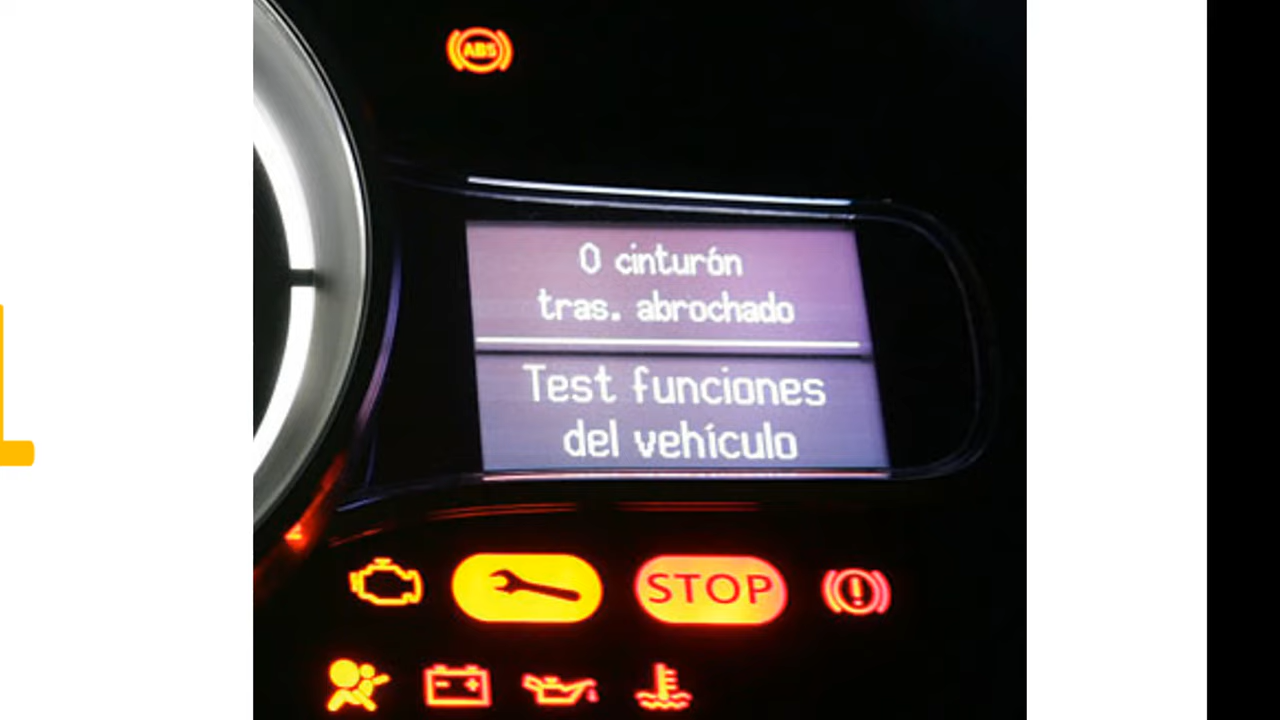 ABS
0 cinturón
tras. abrochado
Test funciones
del vehículo
STOP